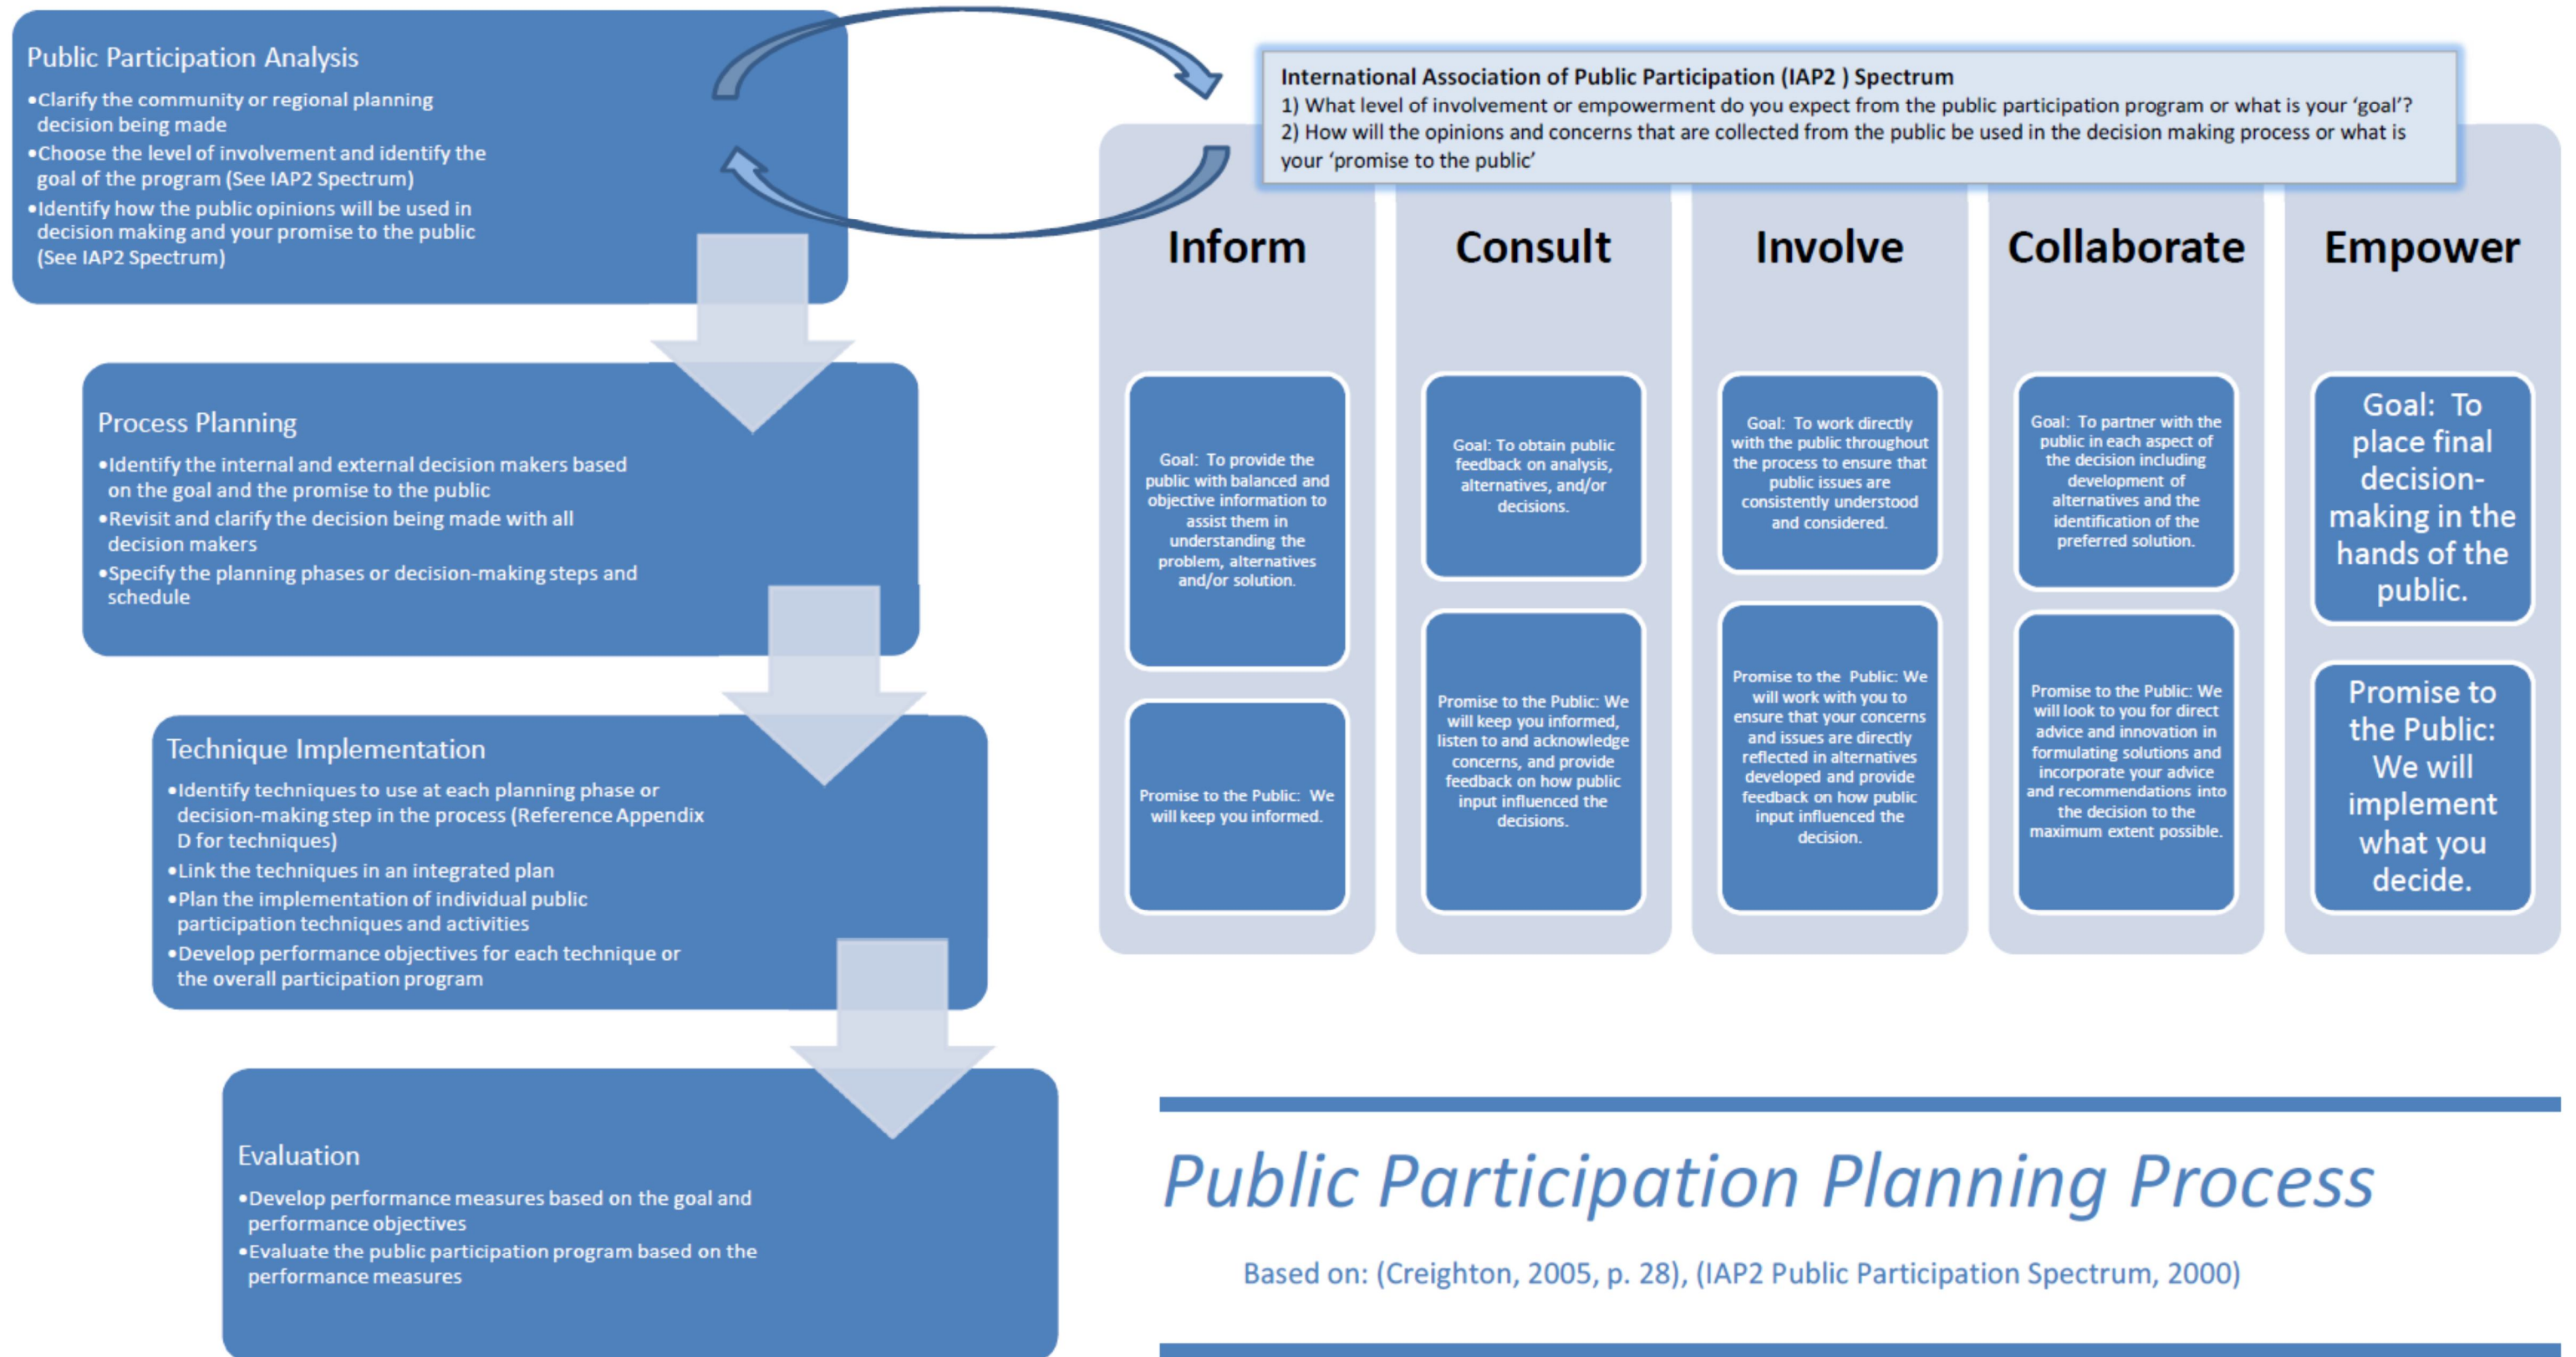 Public Participation Analysis
•Clarify the community or regional planning
decision being made
•Choose the level of involvement and identify the
goal of the program (See IAP2 Spectrum)
•Identify how the public opinions will be used in
decision making and your promise to the public
(See IAP2 Spectrum)
Process Planning
•Identify the internal and external decision makers based
on the goal and the promise to the public
•Revisit and clarify the decision being made with all
decision makers
•Specify the planning phases or decision-making steps and
schedule
Technique Implementation
•Identify techniques to use at each planning phase or
decision-making step in the process (Reference Appendix
D for techniques)
•Link the techniques in an integrated plan
•Plan the implementation of individual public
participation techniques and activities
•Develop performance objectives for each technique or
the overall participation program
Evaluation
•Develop performance measures based on the goal and
performance objectives
•Evaluate the public participation program based on the
performance measures
International Association of Public Participation (IAP2 ) Spectrum
1) What level of involvement or empowerment do you expect from the public participation program or what is your ‘goal’?
2) How will the opinions and concerns that are collected from the public be used in the decision making process or what is
your ‘promise to the public’
Inform
Goal: To provide the
public with balanced and
objective information to
assist them in
understanding the
problem, alternatives
and/or solution.
Promise to the Public: We
will keep you informed.
Consult
Goal: To obtain public
feedback on analysis,
alternatives, and/or
decisions.
Promise to the Public: We
will keep you informed,
listen to and acknowledge
concerns, and provide
feedback on how public
input influenced the
decisions.
Involve
Goal: To work directly
with the public throughout
the process to ensure that
public issues are
consistently understood
and considered.
Promise to the Public: We
will work with you to
ensure that your concerns
and issues are directly
reflected in alternatives
developed and provide
feedback on how public
input influenced the
decision.
Collaborate
Goal: To partner with the
public in each aspect of
the decision including
development of
alternatives and the
identification of the
preferred solution.
Promise to the Public: We
will look to you for direct
advice and innovation in
formulating solutions and
incorporate your advice
and recommendations into
the decision to the
maximum extent possible.
Empower
Goal: To
place final
decision-
making in the
hands of the
public.
Promise to
the Public:
We will
implement
what you
decide.
Public Participation Planning Process
Based on: (Creighton, 2005, p. 28), (IAP2 Public Participation Spectrum, 2000)